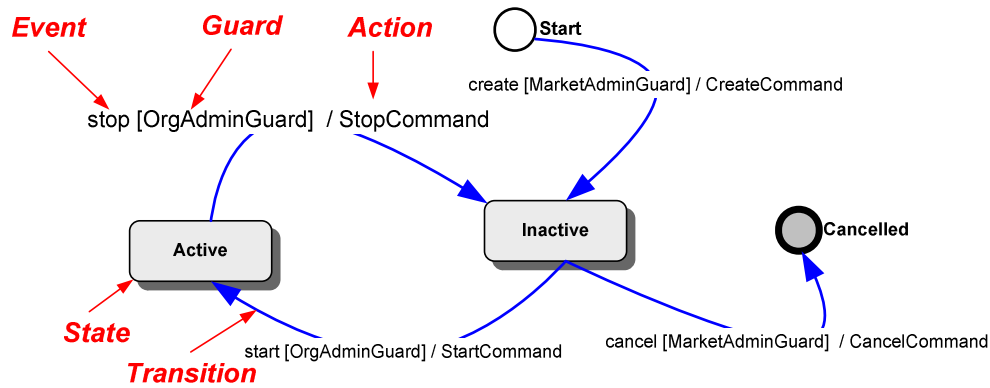 Event
Guard
Action
Start
create [MarketAdminGuard] / CreateCommand
stop [OrgAdminGuard]  / StopCommand
Active
Inactive
Cancelled
State
Transition
start [OrgAdminGuard] / StartCommand
cancel [MarketAdminGuard]  / CancelCommand